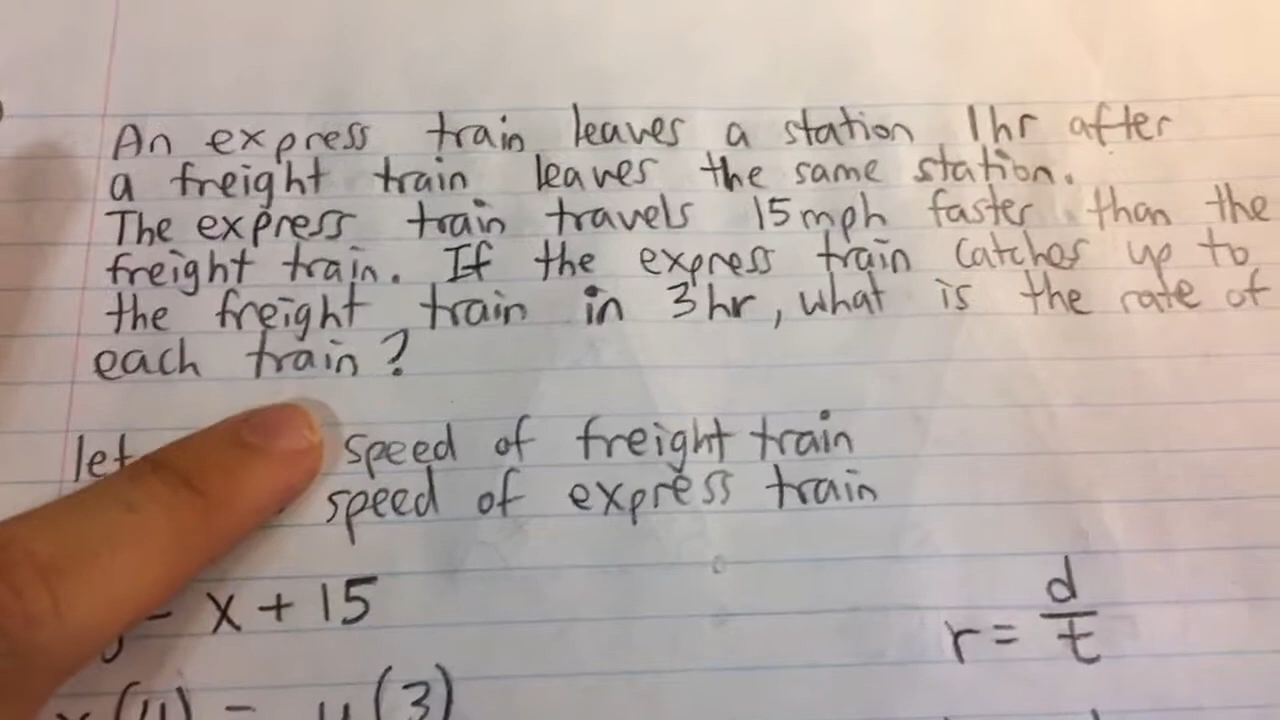 An express train leaves a station 1hr after
a freight train leaves the same station.
The express train travels 15mph faster than the
freight train. If the express train catches up to
the freight train in 3hr, what is the rate of
each train?
let speed of freight train
speed of express train
y = x + 15
r = d/t
x(4) = y(3)